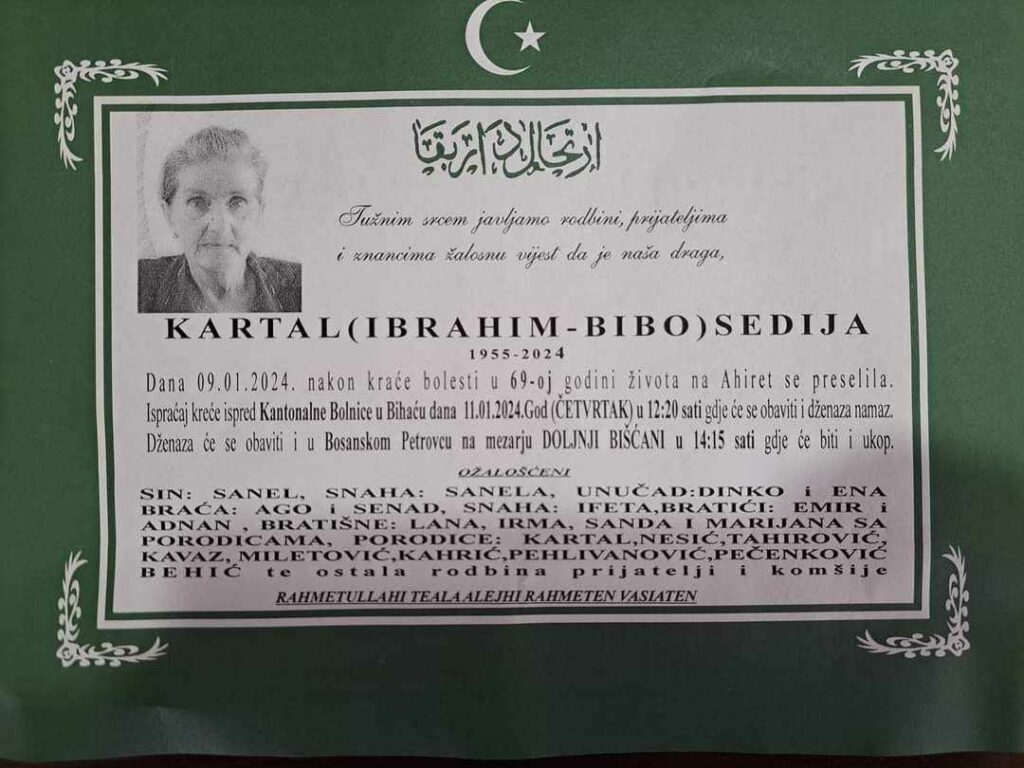 ارتحال د ار بقا
Tužnim srcem javljamo rodbini, prijateljima
i znancima žalosnu vijest da je naša draga,
KARTAL(IBRAHIM-BIBO)SEDIJA
1955-2024
Dana 09.01.2024. nakon kraće bolesti u 69-oj godini života na Ahiret se preselila.
Ispraćaj kreće ispred Kantonalne Bolnice u Bihaću dana 11.01.2024.God (ČETVRTAK) u 12:20 sati gdje će se obaviti i dženaza namaz.
Dženaza će se obaviti i u Bosanskom Petrovcu na mezarju DOLJNJI BIŠĆANI u 14:15 sati gdje će biti i ukop.
OŽALOŠĆENI
SIN: SANEL, SNAHA: SANELA, UNUČAD:DINKO i ENA
BRAĆA: AGO i SENAD, SNAHA: IFETA,BRATIĆI: EMIR i
ADNAN , BRATIŠNE: LANA, IRMA, SANDA I MARIJANA SA
PORODICAMA, PORODICE: KARTAL,NESIĆ,TAHIROVIĆ,
KAVAZ, MILETOVIĆ,KAHRIĆ,PEHLIVANOVIĆ,PEČENKOVIĆ
BEHIĆ te ostala rodbina prijatelji i komšije
RAHMETULLAHI TEALA ALEJHI RAHMETEN VASIATEN